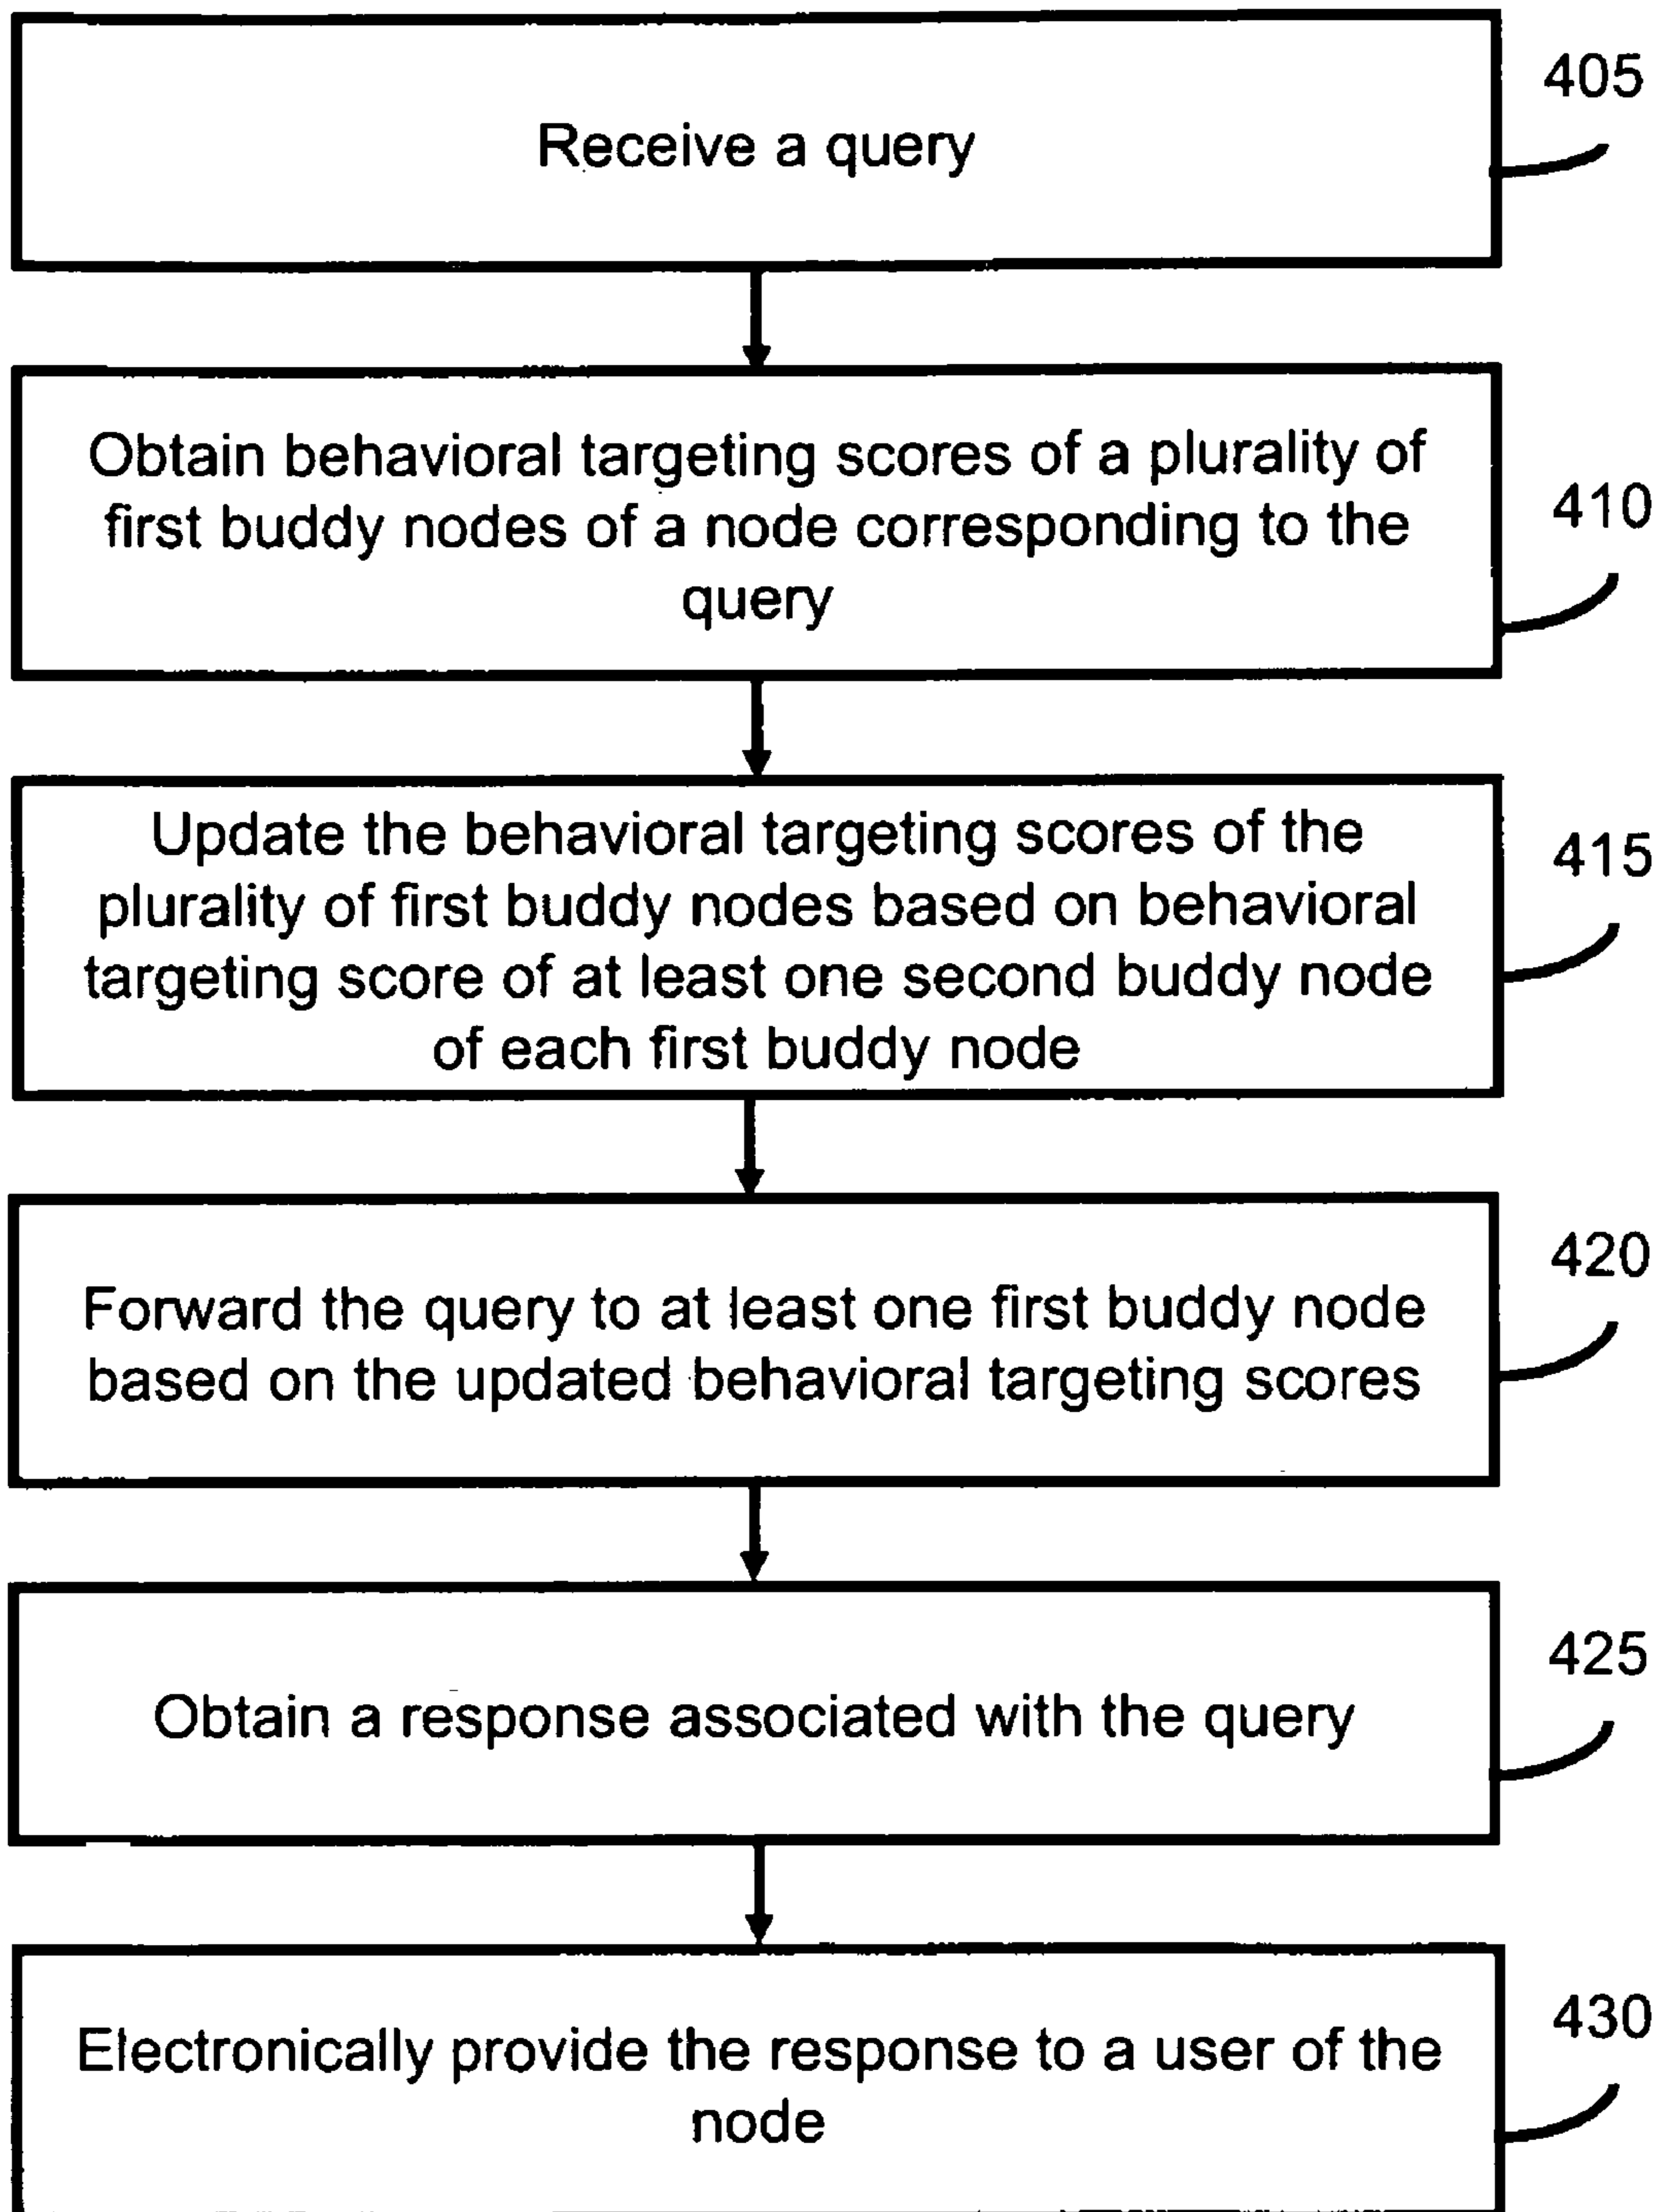 405
Receive a query
410
Obtain behavioral targeting scores of a plurality of
first buddy nodes of a node corresponding to the
query
415
Update the behavioral targeting scores of the
plurality of first buddy nodes based on behavioral
targeting score of at least one second buddy node
of each first buddy node
420
Forward the query to at least one first buddy node
based on the updated behavioral targeting scores
425
Obtain a response associated with the query
430
Electronically provide the response to a user of the
node